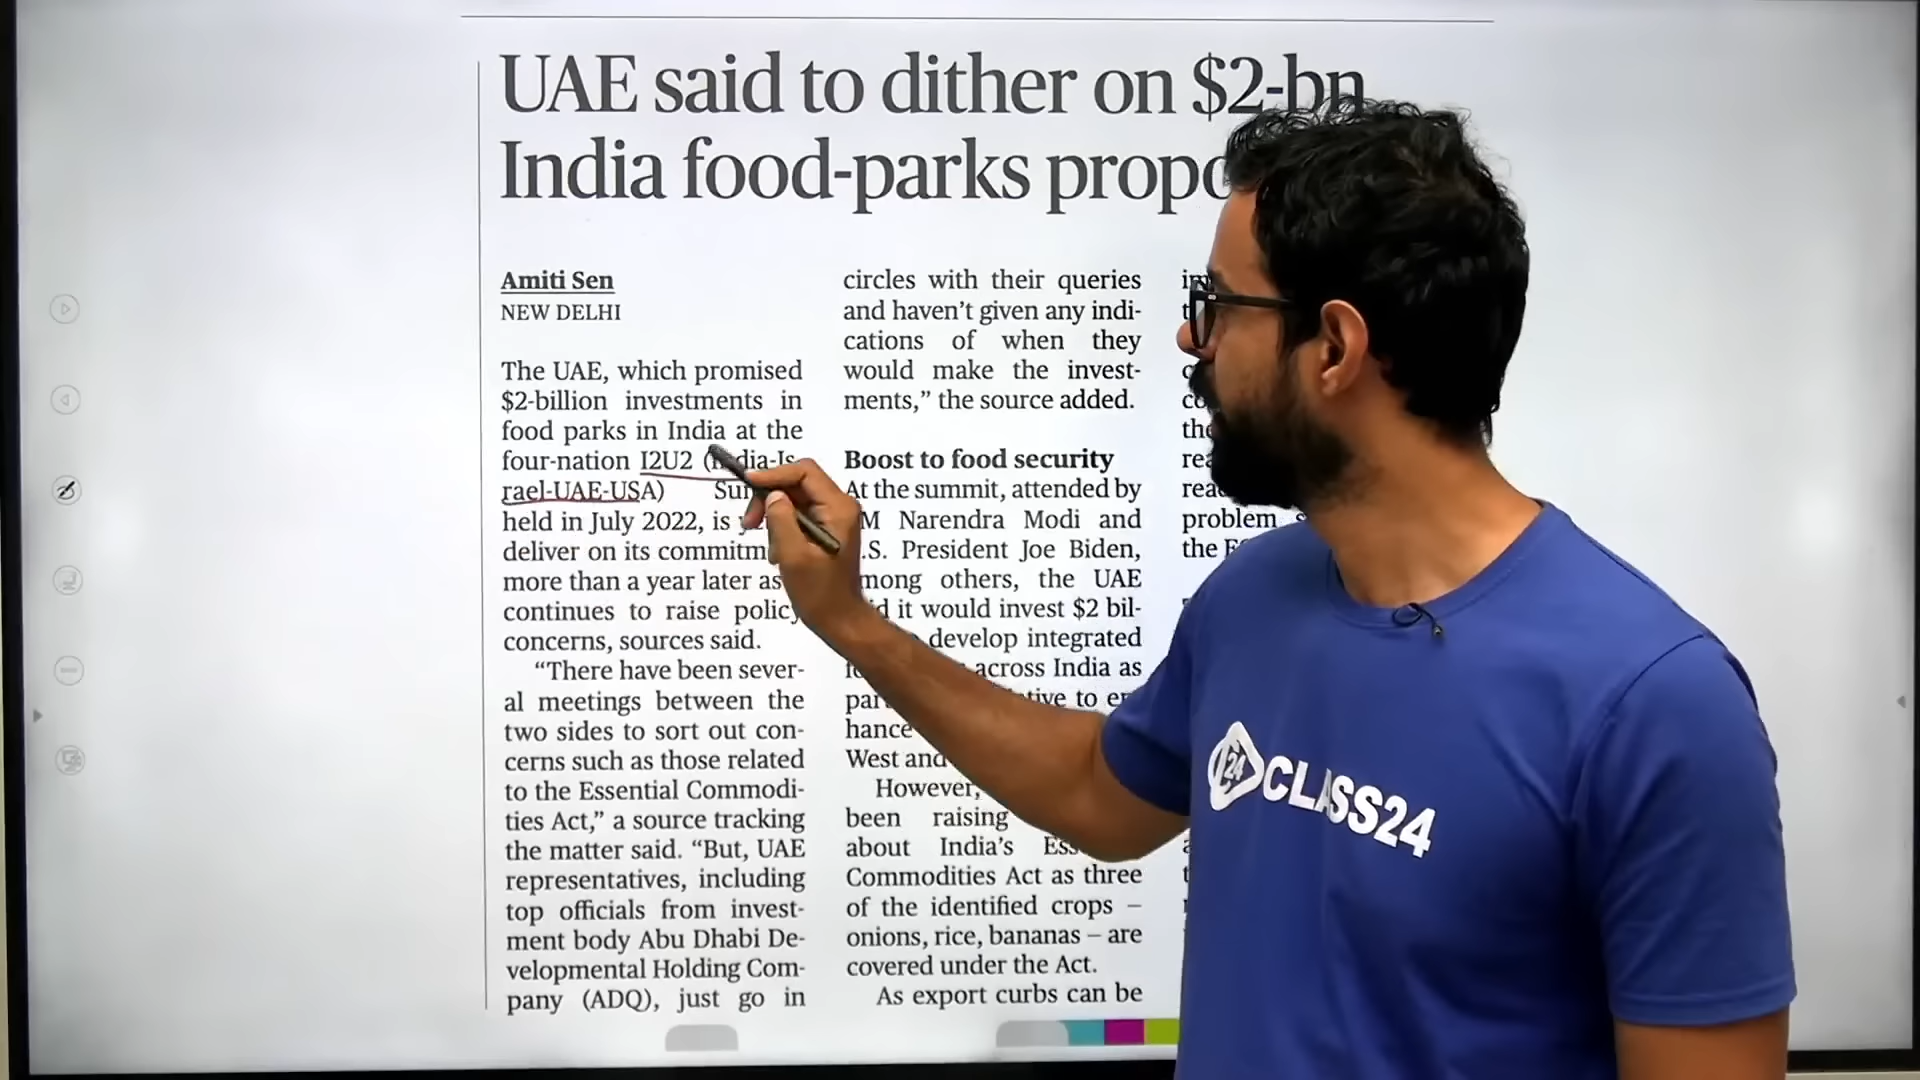 UAE said to dither on $2-bn
India food-parks
Amiti Sen
NEW DELHI
The UAE, which promised
$2-billion investments in
food parks in India at the
four-nation I2U2
rael-UAE-USA)
held in July 2022, is
deliver on its
more than a year later as
continues to raise policy
concerns, sources said.
“There have been sever-
al meetings between the
two sides to sort out con-
cerns such as those related
to the Essential Commodi-
ties Act,” a source tracking
the matter said. “But, UAE
representatives, including
top officials from invest-
ment body Abu Dhabi De-
velopmental Holding Com-
pany (ADQ), just go in
circles with their queries
and haven’t given any indi-
cations of when they
would make the invest-
ments,” the source added.
Boost to food security
At the summit, attended by
Narendra Modi and
.S. President Joe Biden,
among others, the UAE
it would invest $2 bil-
develop integrated
across India as
to
hance
West and
However,
been raising
about India’s
Commodities Act as three
of the identified crops –
onions, rice, bananas – are
covered under the Act.
As export curbs can be
problem
the
24 CLASS24